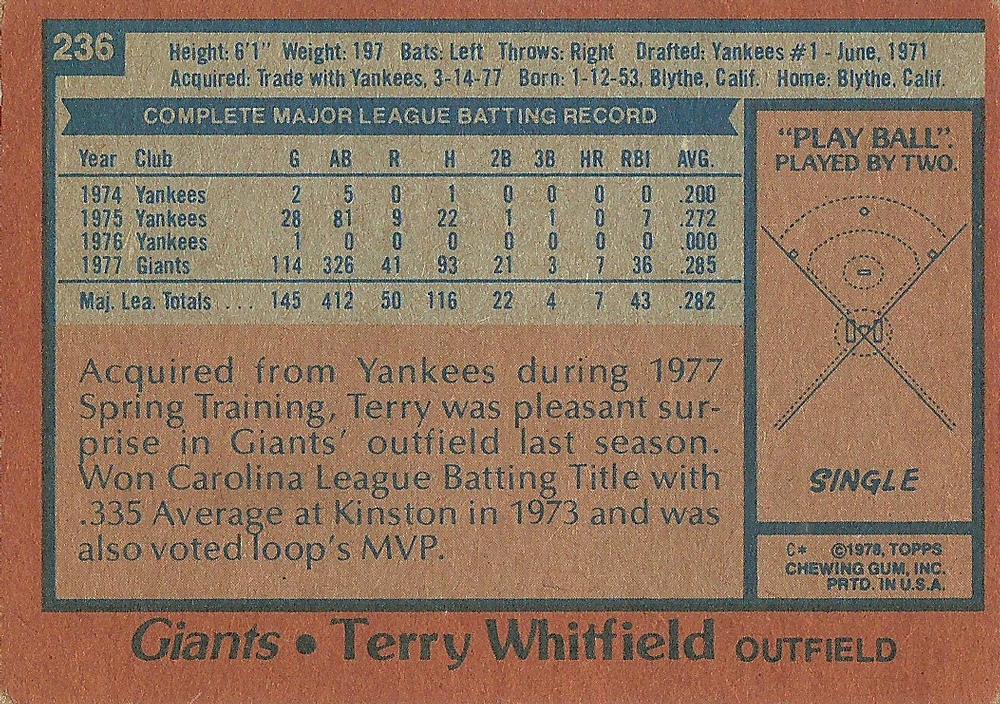 236
Height: 6'1" Weight: 197 Bats: Left Throws: Right Drafted: Yankees #1 - June, 1971
Acquired: Trade with Yankees, 3-14-77 Born: 1-12-53, Blythe, Calif. Home: Blythe, Calif.
COMPLETE MAJOR LEAGUE BATTING RECORD
Year Club G AB R H 2B 3B HR RBI AVG.
1974 Yankees 2 5 0 1 0 0 0 0 .200
1975 Yankees 28 81 9 22 1 1 0 7 .272
1976 Yankees 1 0 0 0 0 0 0 0 .000
1977 Giants 114 326 41 93 21 3 7 36 .285
Maj. Lea. Totals .... 145 412 50 116 22 4 7 43 .282
Acquired from Yankees during 1977
Spring Training, Terry was pleasant sur-
prise in Giants' outfield last season.
Won Carolina League Batting Title with
.335 Average at Kinston in 1973 and was
also voted loop's MVP.
"PLAY BALL".
PLAYED BY TWO.
SINGLE
C* ©1978, TOPPS
CHEWING GUM, INC.
PRTD. IN U.S.A.
Giants • Terry Whitfield OUTFIELD